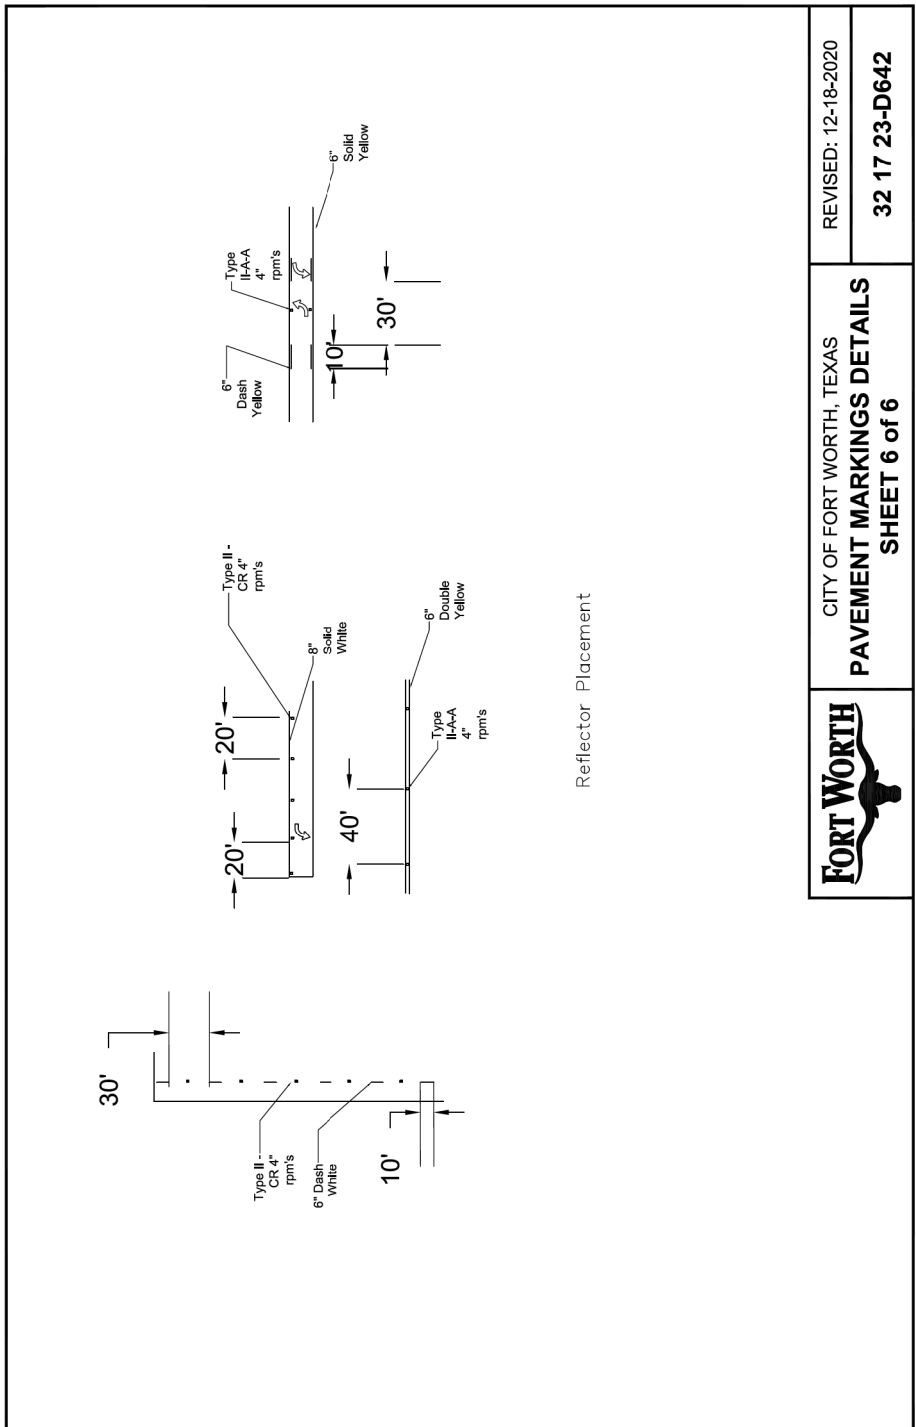 30'
Type II -
CR 4"
rpm's
6" Dash
White
10'
20'
20'
Type II -
CR 4"
rpm's
8"
Solid
White
40'
Type
II-A-A
4"
rpm's
6"
Double
Yellow
6"
Dash
Yellow
Type
II-A-A
4"
rpm's
6"
Solid
Yellow
10'
30'
Reflector Placement
FORT WORTH
CITY OF FORT WORTH, TEXAS
PAVEMENT MARKINGS DETAILS
SHEET 6 of 6
REVISED: 12-18-2020
32 17 23-D642